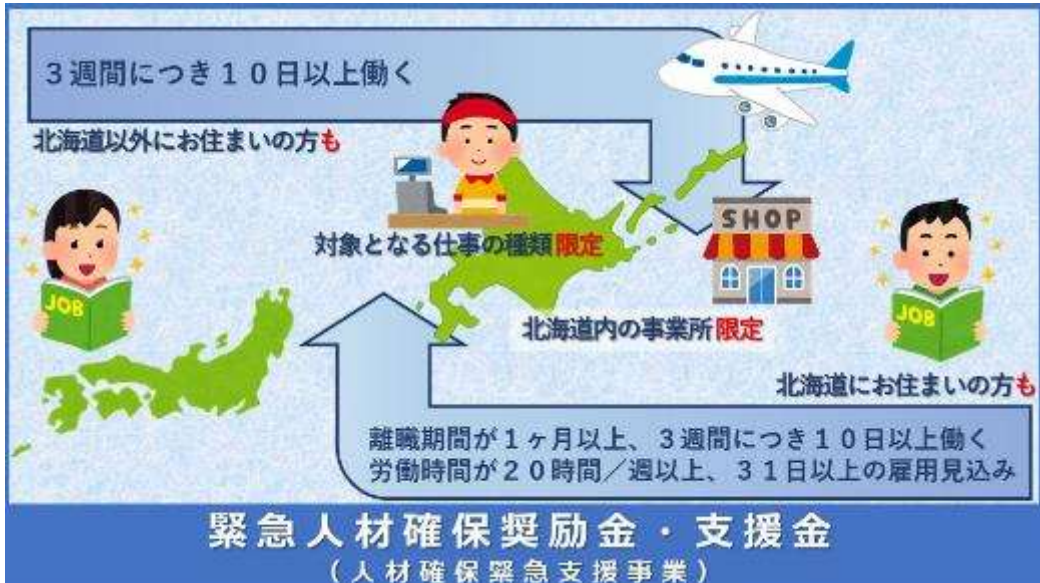 3週間につき10日以上働く
北海道以外にお住まいの方も
対象となる仕事の種類限定
SHOP
JOB
北海道内の事業所限定
JOB
北海道にお住まいの方も
離職期間が1ヶ月以上、3週間につき10日以上働く
労働時間が20時間／週以上、31日以上の雇用見込み
緊急人材確保奨励金・支援金
（人材確保緊急支援事業）